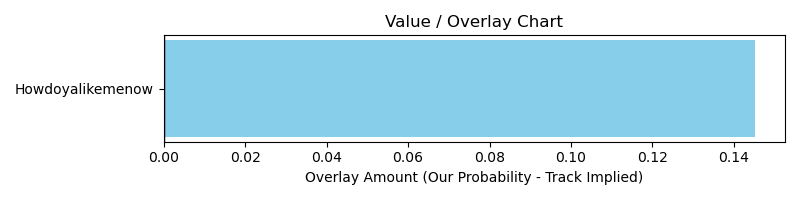 Value / Overlay Chart
Howdoyalikemenow
0.00 0.02 0.04 0.06 0.08 0.10 0.12 0.14
Overlay Amount (Our Probability - Track Implied)